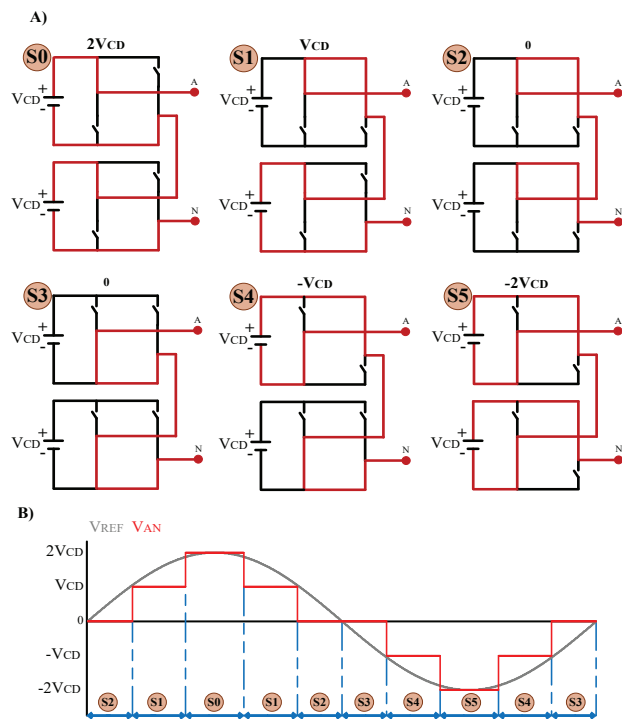 A)
S0 2VCD
S1 VCD
S2 0
A
A
A
+ + +
VCD VCD VCD
- - -
+ + +
VCD VCD VCD
- - -
N
N
N
S3 0
S4 -VCD
S5 -2VCD
A
A
A
+ + +
VCD VCD VCD
- - -
+ + +
VCD VCD VCD
- - -
N
N
N
B)
VREF VAN
2VCD
VCD
0
-VCD
-2VCD
S2 S1 S0 S1 S2 S3 S4 S5 S4 S3